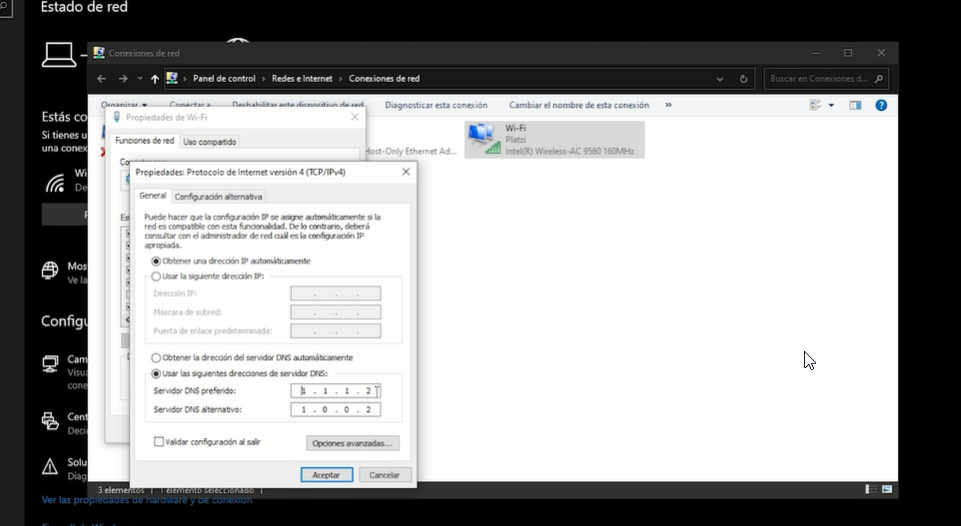 Estado de red
Conexiones de red
Panel de control > Redes e Internet > Conexiones de red
Buscar en Conexiones d...
Organizar
Conectar a
Deshabilitar este dispositivo de red
Diagnosticar esta conexión
Cambiar el nombre de esta conexión
»
Estás co
Si tienes u
una conex
Propiedades de Wi-Fi
Funciones de red
Uso compartido
Host-Only Ethernet Ad...
Wi-Fi
Platzi
Intel(R) Wireless-AC 9560 160MHz
Wi
De
Propiedades: Protocolo de Internet versión 4 (TCP/IPv4)
General
Configuración alternativa
Puede hacer que la configuración IP se asigne automáticamente si la
red es compatible con esta funcionalidad. De lo contrario, deberá
consultar con el administrador de red cuál es la configuración IP
apropiada.
Obtener una dirección IP automáticamente
Usar la siguiente dirección IP:
Dirección IP:
Máscara de subred:
Puerta de enlace predeterminada:
Obtener la dirección del servidor DNS automáticamente
Usar las siguientes direcciones de servidor DNS:
Servidor DNS preferido:
1 . 1 . 1 . 2
Servidor DNS alternativo:
1 . 0 . 0 . 2
Validar configuración al salir
Opciones avanzadas...
Aceptar
Cancelar
Mos
Ve la
Configu
Cam
Visua
cone
Cent
Deci
Solu
Diag
3 elementos
1 elemento seleccionado
Ver las propiedades de hardware y de conexión